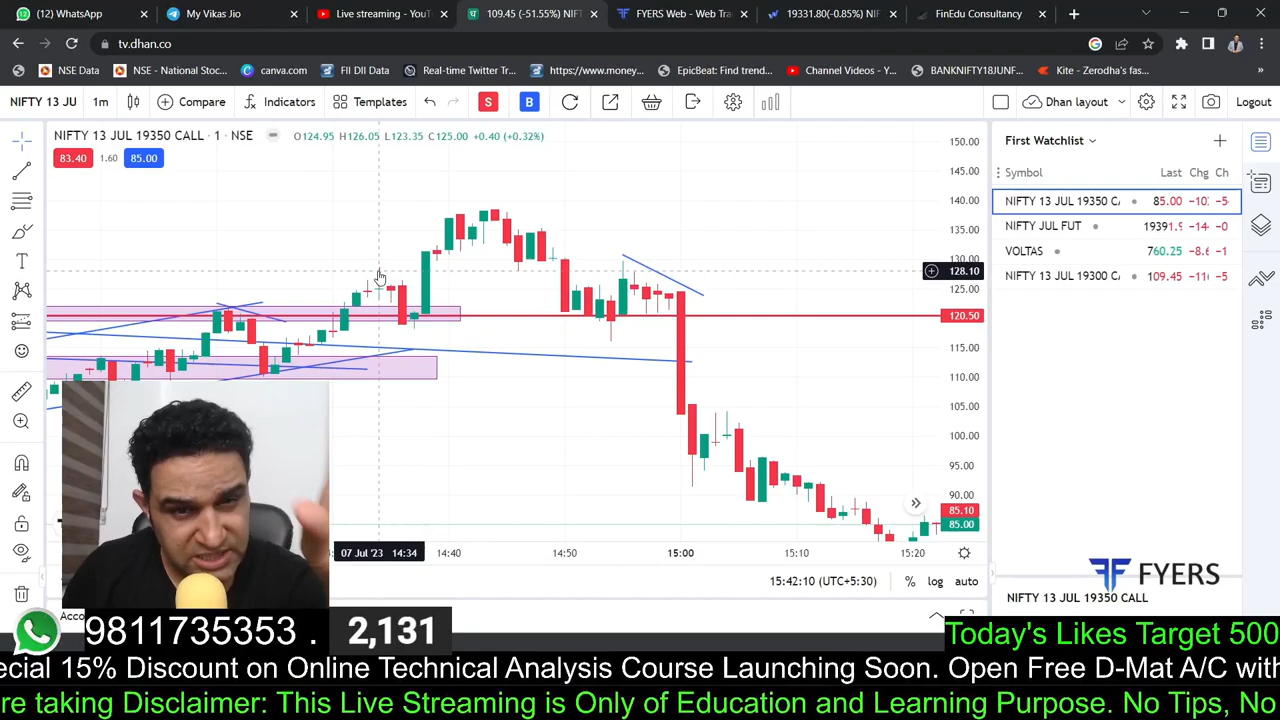 (2) WhatsApp
My Vikas Jio
Live streaming - YouT
109.45 (-51.55%) NIFT
FYERS Web - Web Tra
19331.80(-0.85%) NIF
FinEdu Consultancy
tv.dhan.co
NSE Data
NSE - National Stoc...
canva.com
FII DII Data
Real-time Twitter Tr...
https://www.money...
EpicBeat: Find trend...
Channel Videos - Y...
BANKNIFTY18JUNF...
Kite - Zerodha's fas...
NIFTY 13 JU
1m
Compare
Indicators
Templates
S
B
Dhan layout
Logout
NIFTY 13 JUL 19350 CALL · 1 · NSE
O124.95 H126.05 L123.35 C125.00 +0.40 (+0.32%)
83.40
1.60
85.00
150.00
145.00
140.00
135.00
130.00
128.10
125.00
120.50
115.00
110.00
105.00
100.00
95.00
90.00
85.10
85.00
07 Jul '23 14:34
14:40
14:50
15:00
15:10
15:20
15:42:10 (UTC+5:30)
%
log
auto
First Watchlist
Symbol
Last
Chg
Ch
NIFTY 13 JUL 19350 CA
85.00
−10
−5
NIFTY JUL FUT
19391.9
−14
−0
VOLTAS
760.25
−8.6
−1
NIFTY 13 JUL 19300 CA
109.45
−11
−5
FYERS
NIFTY 13 JUL 19350 CALL
Acco
9811735353 .
2,131
Today's Likes Target 500
ecial 15% Discount on Online Technical Analysis Course Launching Soon. Open Free D-Mat A/C with
re taking Disclaimer: This Live Streaming is Only of Education and Learning Purpose. No Tips, No